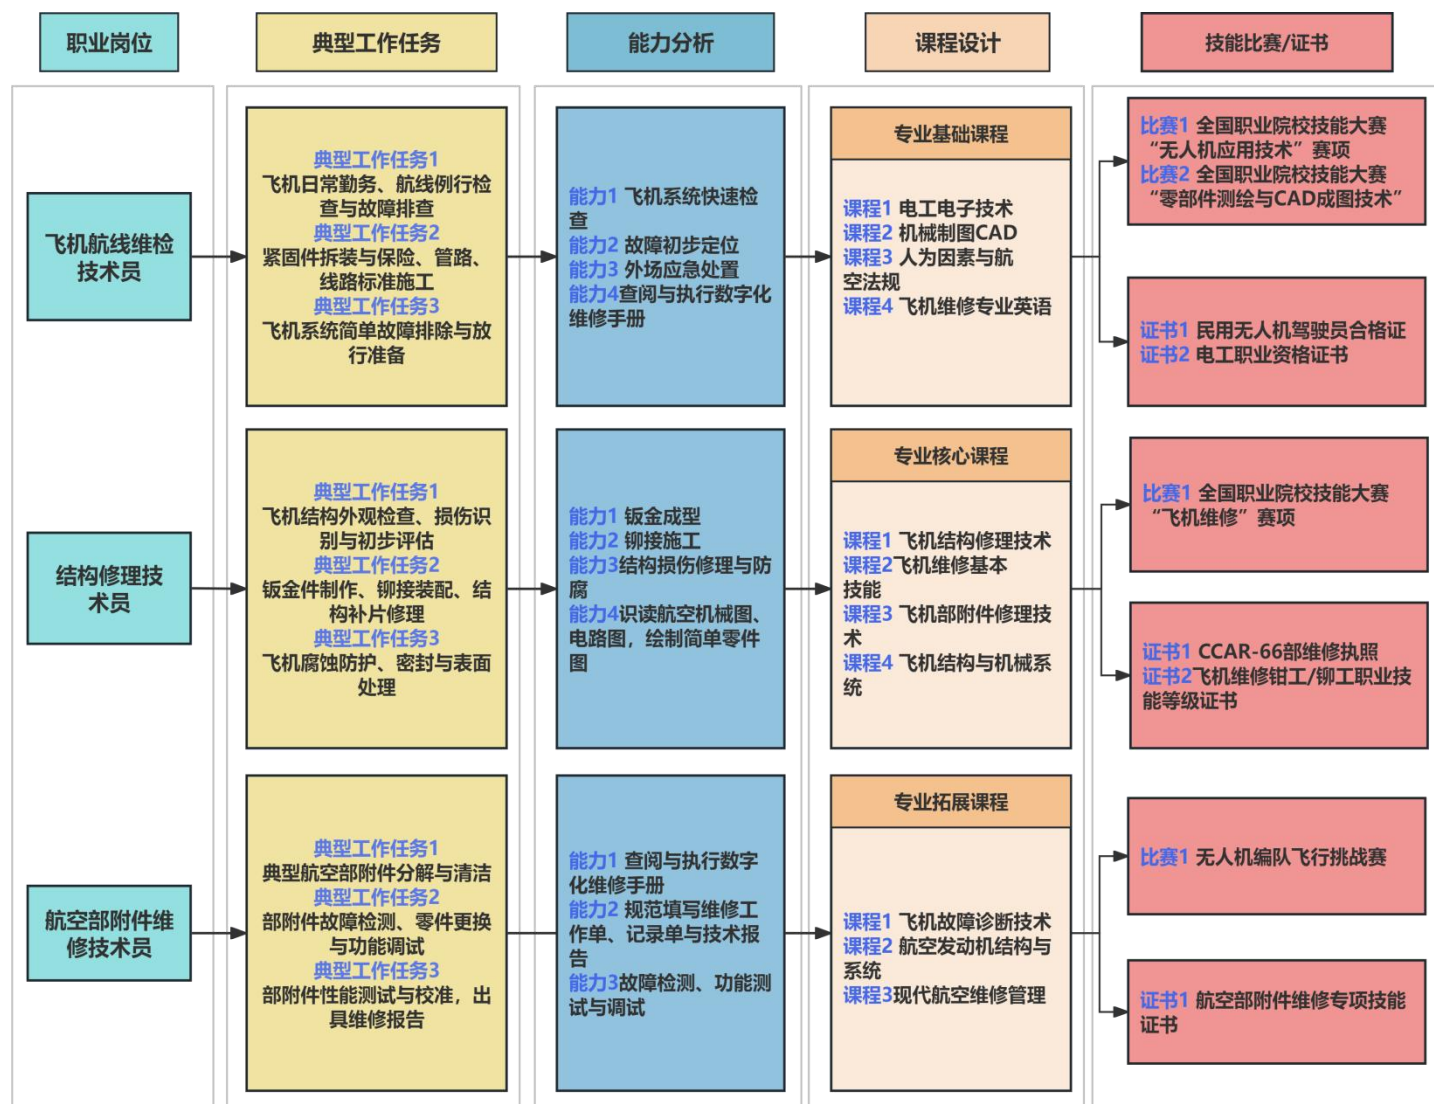 职业岗位
典型工作任务
能力分析
课程设计
技能比赛/证书
飞机航线维检
技术员
典型工作任务1
飞机日常勤务、航线例行检
查与故障排查
典型工作任务2
紧固件拆装与保险、管路、
线路标准施工
典型工作任务3
飞机系统简单故障排除与放
行准备
能力1 飞机系统快速检
查
能力2 故障初步定位
能力3 外场应急处置
能力4查阅与执行数字化
维修手册
专业基础课程
课程1 电工电子技术
课程2 机械制图CAD
课程3 人为因素与航
空法规
课程4 飞机维修专业英语
比赛1 全国职业院校技能大赛
“无人机应用技术”赛项
比赛2 全国职业院校技能大赛
“零部件测绘与CAD成图技术”
证书1 民用无人机驾驶员合格证
证书2 电工职业资格证书
结构修理技
术员
典型工作任务1
飞机结构外观检查、损伤识
别与初步评估
典型工作任务2
钣金件制作、铆接装配、结
构补片修理
典型工作任务3
飞机腐蚀防护、密封与表面
处理
能力1 钣金成型
能力2 铆接施工
能力3结构损伤修理与防
腐
能力4识读航空机械图、
电路图，绘制简单零件
图
专业核心课程
课程1 飞机结构修理技术
课程2飞机维修基本
技能
课程3 飞机部附件修理技
术
课程4 飞机结构与机械系
统
比赛1 全国职业院校技能大赛
“飞机维修”赛项
证书1 CCAR-66部维修执照
证书2飞机维修钳工/铆工职业技
能等级证书
航空部附件维
修技术员
典型工作任务1
典型航空部附件分解与清洁
典型工作任务2
部附件故障检测、零件更换
与功能调试
典型工作任务3
部附件性能测试与校准，出
具维修报告
能力1 查阅与执行数字
化维修手册
能力2 规范填写维修工
作单、记录单与技术报
告
能力3故障检测、功能测
试与调试
专业拓展课程
课程1 飞机故障诊断技术
课程2 航空发动机结构与
系统
课程3现代航空维修管理
比赛1 无人机编队飞行挑战赛
证书1 航空部附件维修专项技能
证书